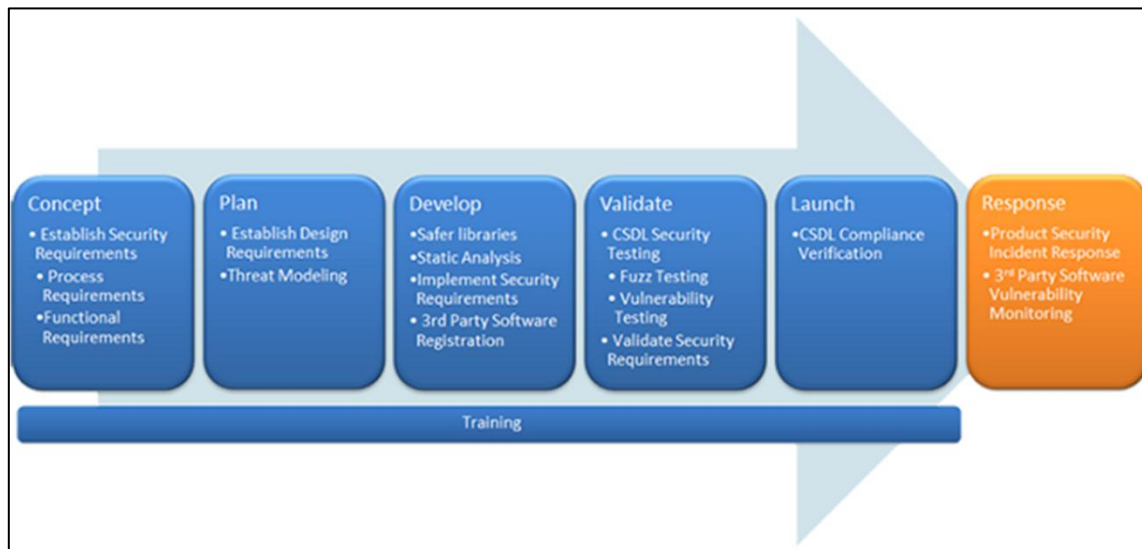 Concept
• Establish Security
Requirements
• Process
Requirements
•Functional
Requirements
Plan
• Establish Design
Requirements
•Threat Modeling
Develop
•Safer libraries
•Static Analysis
•Implement Security
Requirements
• 3rd Party Software
Registration
Validate
• CSDL Security
Testing
• Fuzz Testing
• Vulnerability
Testing
• Validate Security
Requirements
Launch
•CSDL Compliance
Verification
Response
•Product Security
Incident Response
• 3rd Party Software
Vulnerability
Monitoring
Training